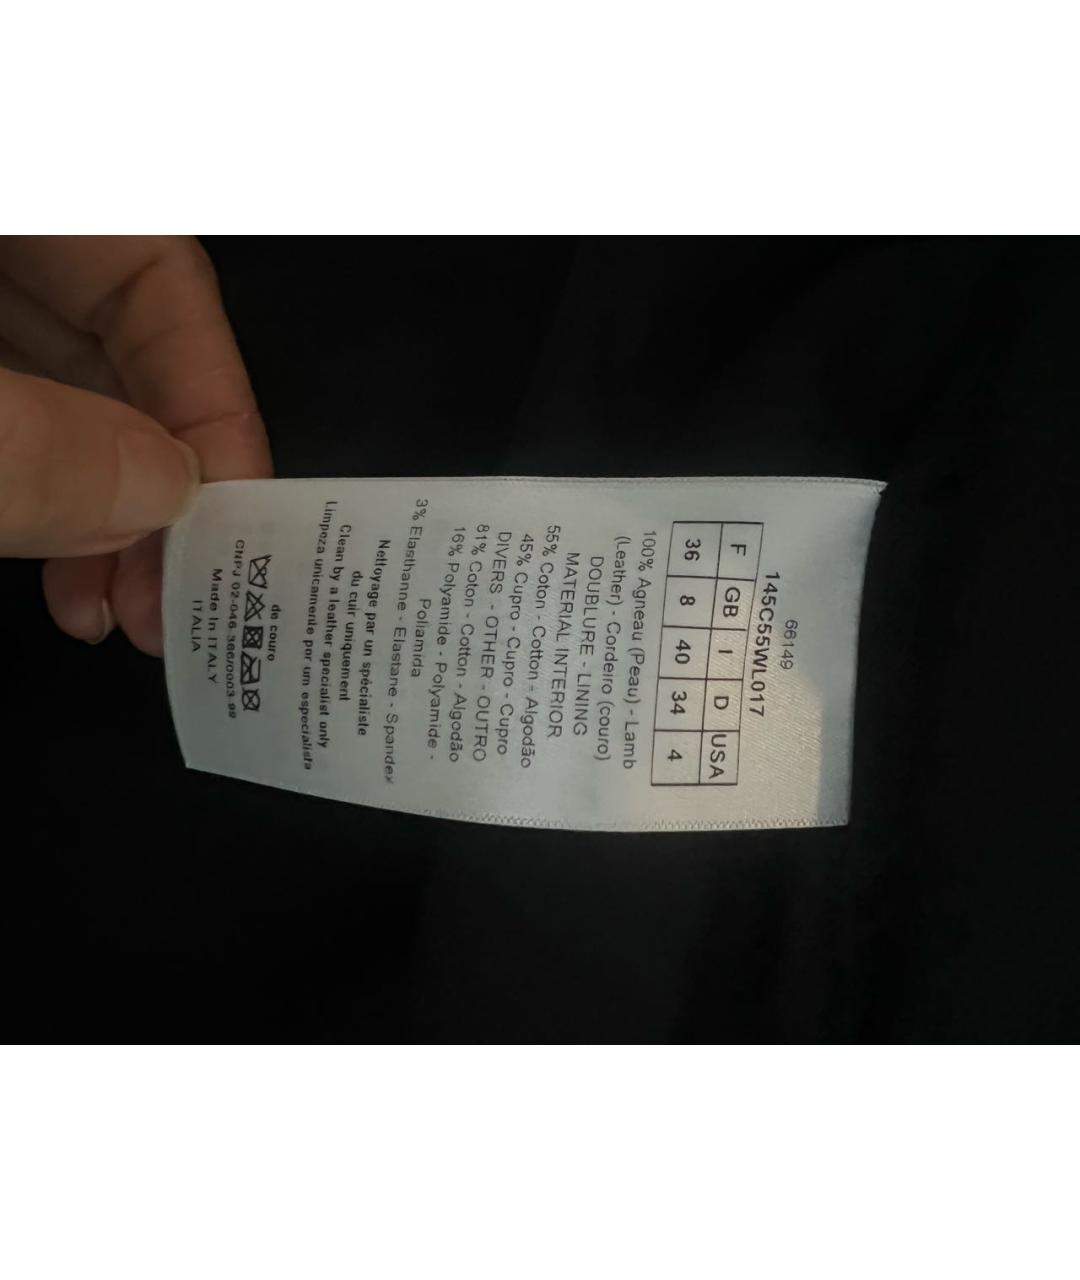 66149
145C55WL017
F GB I D USA
36 8 40 34 4
100% Agneau (Peau) - Lamb
(Leather) - Cordeiro (couro)
DOUBLURE - LINING
MATERIAL INTERIOR
55% Coton - Cotton - Algodão
45% Cupro - Cupro - Cupro
DIVERS - OTHER - OUTRO
81% Coton - Cotton - Algodão
16% Polyamide - Polyamide -
Poliamida
3% Elasthanne - Elastane - Spandex
Nettoyage par un spécialiste
du cuir uniquement
Clean by a leather specialist only
Limpeza unicamente por um especialista
de couro
CNPJ 02-046 366/0003-99
Made In ITALY
ITALIA